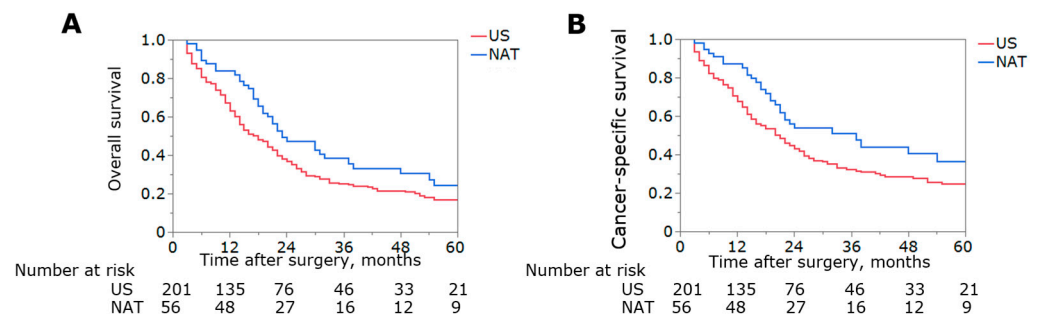 A
US
NAT
Overall survival
1.0
0.8
0.6
0.4
0.2
0
0 12 24 36 48 60
Time after surgery, months
Number at risk
US 201 135 76 46 33 21
NAT 56 48 27 16 12 9
B
US
NAT
Cancer-specific survival
1.0
0.8
0.6
0.4
0.2
0
0 12 24 36 48 60
Time after surgery, months
Number at risk
US 201 135 76 46 33 21
NAT 56 48 27 16 12 9